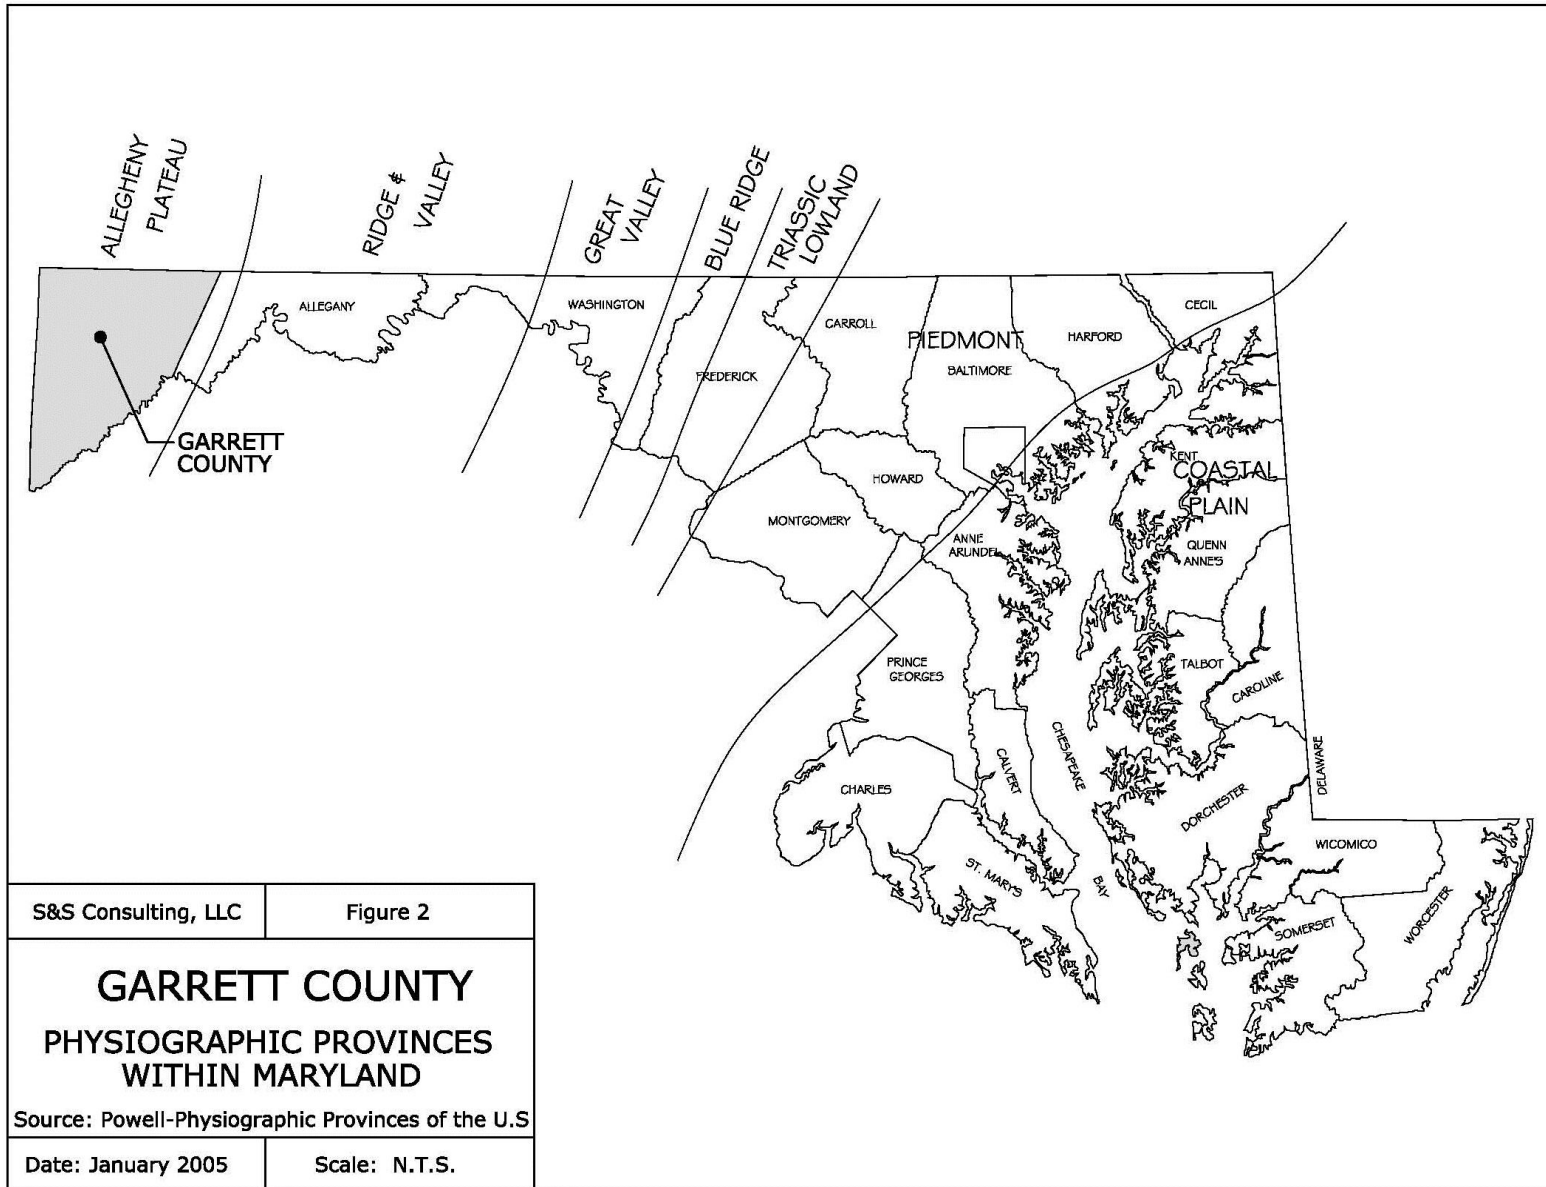 ALLEGHENY
PLATEAU
RIDGE &
VALLEY
GREAT
VALLEY
BLUE RIDGE
TRIASSIC
LOWLAND
ALLEGANY
WASHINGTON
FREDERICK
CARROLL
PIEDMONT
BALTIMORE
HARFORD
CECIL
GARRETT
COUNTY
KENT
COASTAL
PLAIN
HOWARD
MONTGOMERY
ANNE
ARUNDEL
QUENN
ANNES
PRINCE
GEORGES
TALBOT
CAROLINE
CHESAPEAKE
BAY
CALVERT
CHARLES
DELAWARE
DORCHESTER
WICOMICO
ST. MARYS
SOMERSET
WORCESTER
S&S Consulting, LLC
Figure 2
GARRETT COUNTY
PHYSIOGRAPHIC PROVINCES
WITHIN MARYLAND
Source: Powell-Physiographic Provinces of the U.S
Date: January 2005
Scale: N.T.S.